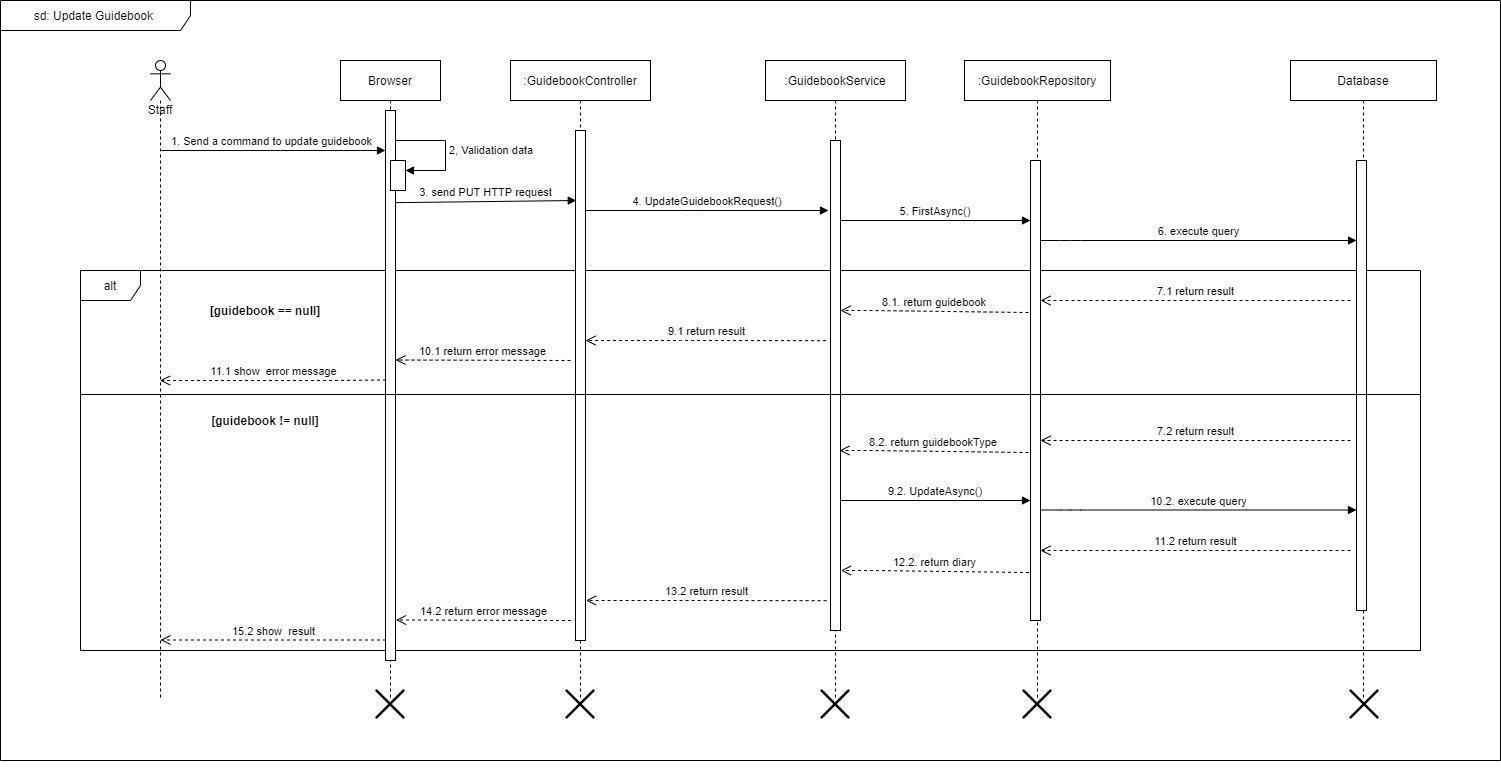 sd: Update Guidebook
Staff
Browser
:GuidebookController
:GuidebookService
:GuidebookRepository
Database
1. Send a command to update guidebook
2, Validation data
3. send PUT HTTP request
4. UpdateGuidebookRequest()
5. FirstAsync()
6. execute query
alt
[guidebook == null]
7.1 return result
8.1. return guidebook
9.1 return result
10.1 return error message
11.1 show  error message
[guidebook != null]
7.2 return result
8.2. return guidebookType
9.2. UpdateAsync()
10.2. execute query
11.2 return result
12.2. return diary
13.2 return result
14.2 return error message
15.2 show  result